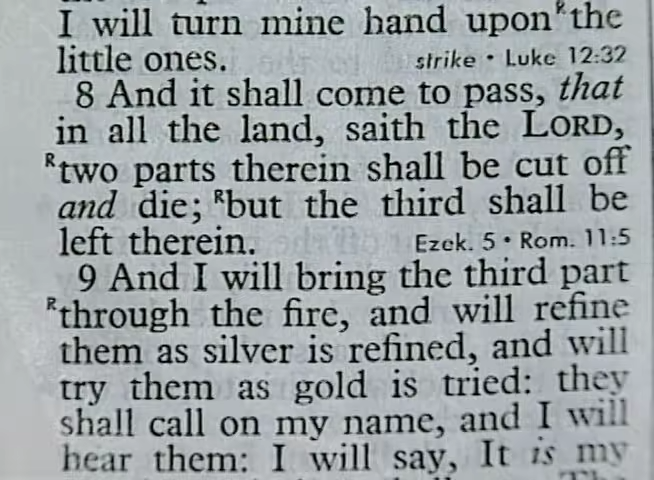 I will turn mine hand upon ᴿthe
little ones. strike • Luke 12:32
8 And it shall come to pass, that
in all the land, saith the LORD,
ᴿtwo parts therein shall be cut off
and die; ᴿbut the third shall be
left therein. Ezek. 5 • Rom. 11:5
9 And I will bring the third part
ᴿthrough the fire, and will refine
them as silver is refined, and will
try them as gold is tried: they
shall call on my name, and I will
hear them: I will say, It is my